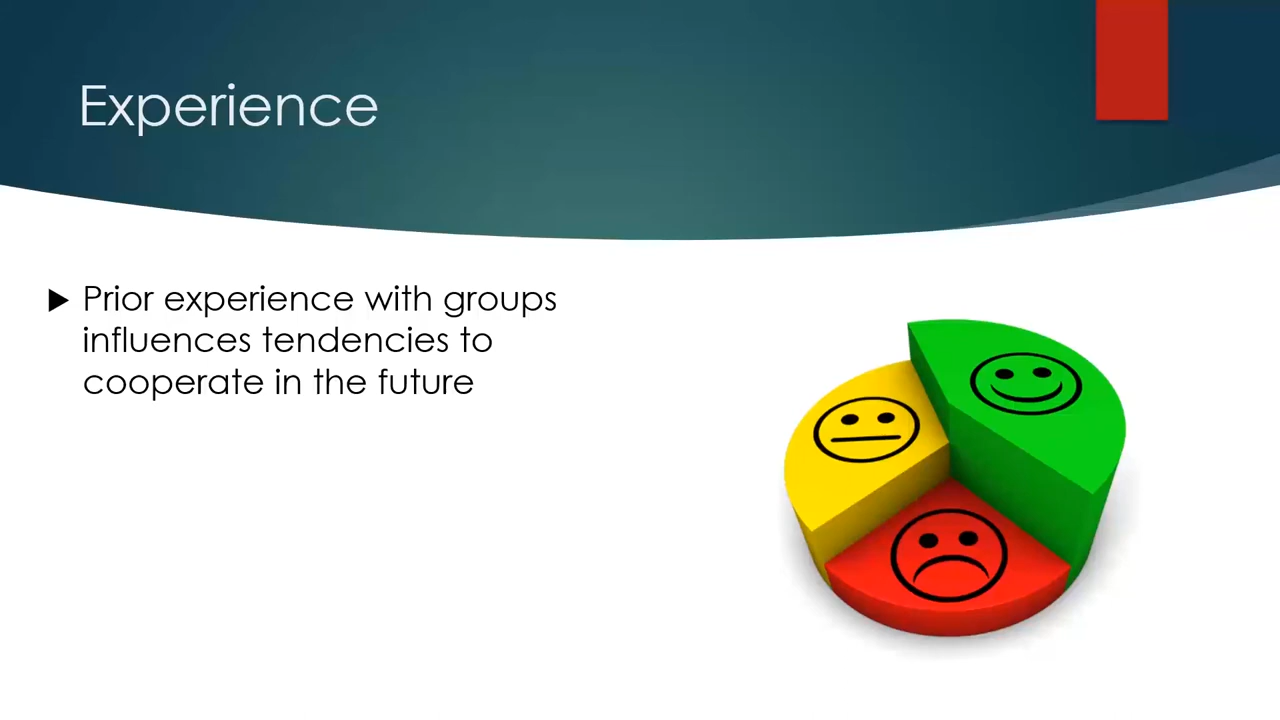 Experience
Prior experience with groups
influences tendencies to
cooperate in the future